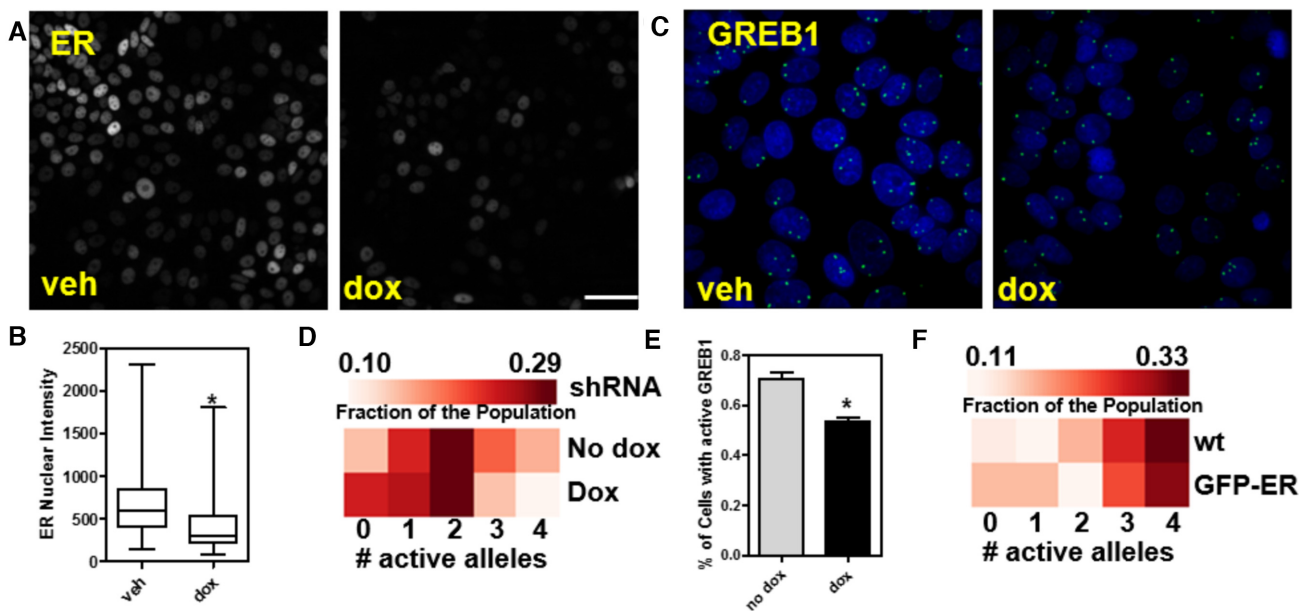 A
ER
veh
dox
C
GREB1
veh
dox
B
ER Nuclear Intensity
2500
2000
1500
1000
500
0
*
veh
dox
D
0.10
0.29
shRNA
Fraction of the Population
No dox
Dox
0 1 2 3 4
# active alleles
E
% of Cells with active GREB1
0.8
0.6
0.4
0.2
0.0
*
no dox
dox
F
0.11
0.33
Fraction of the Population
wt
GFP-ER
0 1 2 3 4
# active alleles